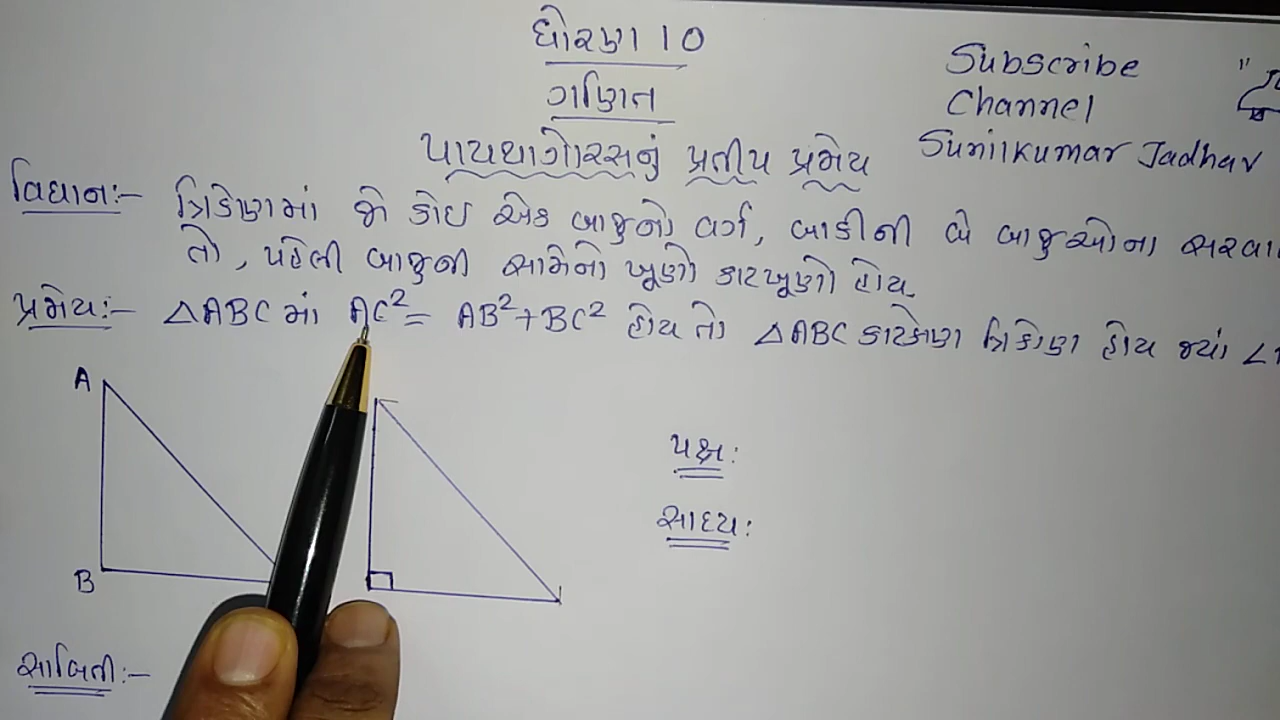 ધોરણ 10
ગણિત
પાયથાગોરસનું પ્રતીપ પ્રમેય
Subscribe
Channel
Sunilkumar Jadhav
વિધાન:- ત્રિકોણમાં જો કોઇ એક બાજુનો વર્ગ, બાકીની બે બાજુઓના સરવા
તો, પહેલી બાજુની સામેનો ખૂણો કાટખૂણો હોય.
પ્રમેય:- △ABC માં AC² = AB² + BC² હોય તો △ABC કાટકોણ ત્રિકોણ હોય જ્યાં ∠
A
B
પક્ષ:
સાધ્ય:
સાબિતી:-